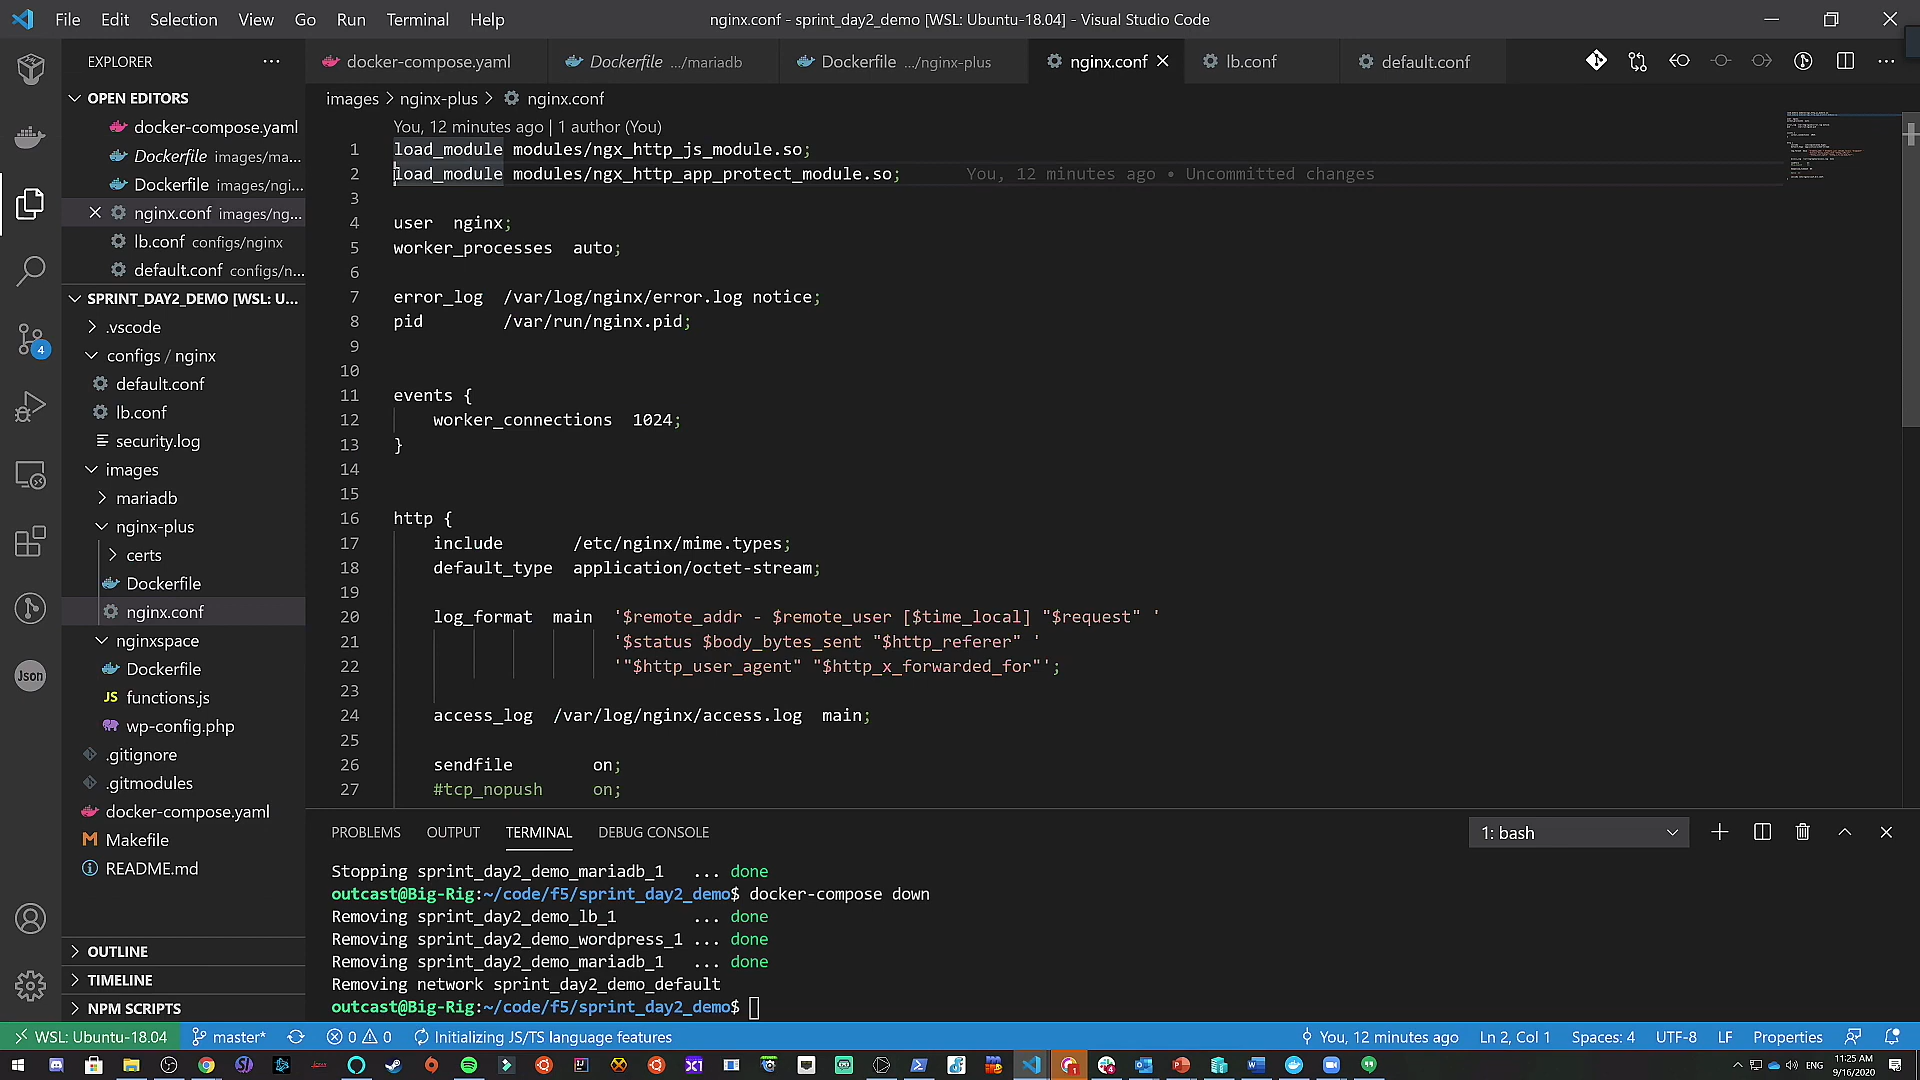 File Edit Selection View Go Run Terminal Help
nginx.conf - sprint_day2_demo [WSL: Ubuntu-18.04] - Visual Studio Code
EXPLORER
docker-compose.yaml
Dockerfile .../mariadb
Dockerfile .../nginx-plus
nginx.conf
lb.conf
default.conf
OPEN EDITORS
docker-compose.yaml
Dockerfile images/ma...
Dockerfile images/ngi...
nginx.conf images/ng...
lb.conf configs/nginx
default.conf configs/n...
SPRINT_DAY2_DEMO [WSL: U...
.vscode
configs / nginx
default.conf
lb.conf
security.log
images
mariadb
nginx-plus
certs
Dockerfile
nginx.conf
nginxspace
Dockerfile
JS functions.js
wp-config.php
.gitignore
.gitmodules
docker-compose.yaml
Makefile
README.md
OUTLINE
TIMELINE
NPM SCRIPTS
4
Json
images > nginx-plus > nginx.conf
You, 12 minutes ago | 1 author (You)
1 load_module modules/ngx_http_js_module.so;
2 load_module modules/ngx_http_app_protect_module.so; You, 12 minutes ago • Uncommitted changes
3
4 user nginx;
5 worker_processes auto;
6
7 error_log /var/log/nginx/error.log notice;
8 pid /var/run/nginx.pid;
9
10
11 events {
12 worker_connections 1024;
13 }
14
15
16 http {
17 include /etc/nginx/mime.types;
18 default_type application/octet-stream;
19
20 log_format main '$remote_addr - $remote_user [$time_local] "$request" '
21 '$status $body_bytes_sent "$http_referer" '
22 '"$http_user_agent" "$http_x_forwarded_for"';
23
24 access_log /var/log/nginx/access.log main;
25
26 sendfile on;
27 #tcp_nopush on;
PROBLEMS OUTPUT TERMINAL DEBUG CONSOLE
1: bash
Stopping sprint_day2_demo_mariadb_1 ... done
outcast@Big-Rig:~/code/f5/sprint_day2_demo$ docker-compose down
Removing sprint_day2_demo_lb_1 ... done
Removing sprint_day2_demo_wordpress_1 ... done
Removing sprint_day2_demo_mariadb_1 ... done
Removing network sprint_day2_demo_default
outcast@Big-Rig:~/code/f5/sprint_day2_demo$
WSL: Ubuntu-18.04 master* 0 0 Initializing JS/TS language features
You, 12 minutes ago Ln 2, Col 1 Spaces: 4 UTF-8 LF Properties
ENG
11:25 AM
9/16/2020